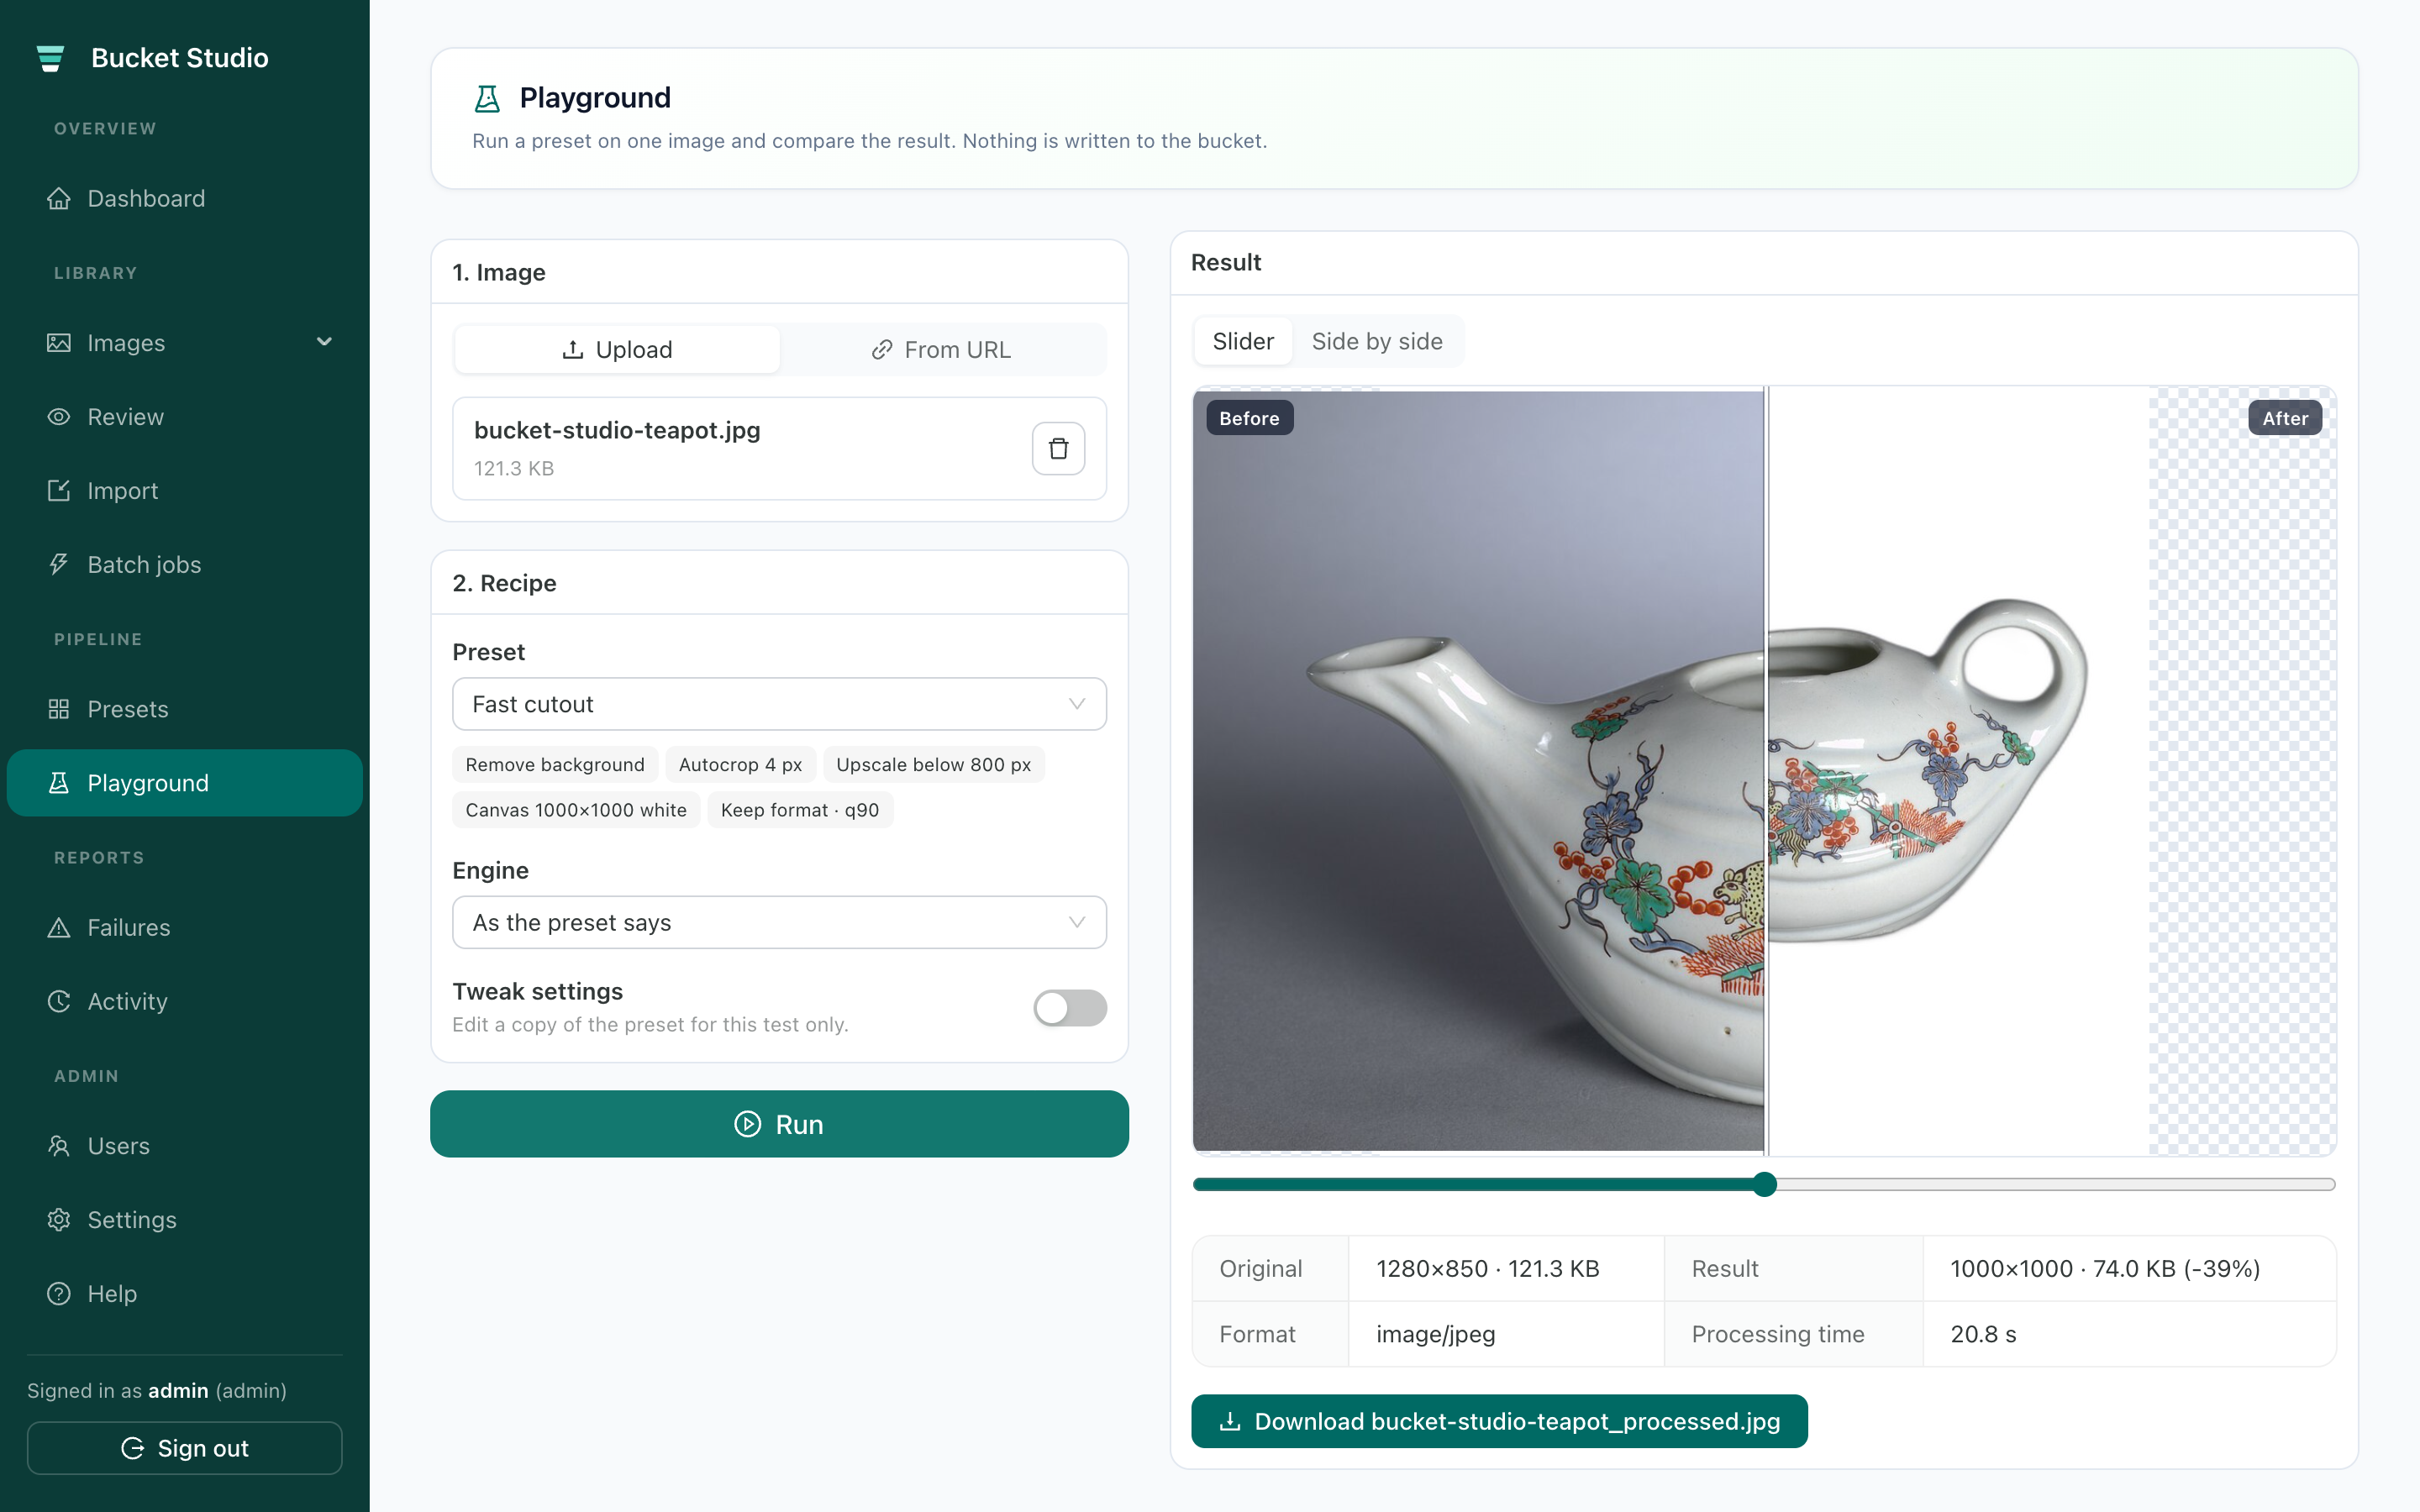 Bucket Studio
OVERVIEW
Dashboard
LIBRARY
Images
Review
Import
Batch jobs
PIPELINE
Presets
Playground
REPORTS
Failures
Activity
ADMIN
Users
Settings
Help
Signed in as admin (admin)
Sign out
Playground
Run a preset on one image and compare the result. Nothing is written to the bucket.
1. Image
Upload
From URL
bucket-studio-teapot.jpg
121.3 KB
2. Recipe
Preset
Fast cutout
Remove background
Autocrop 4 px
Upscale below 800 px
Canvas 1000×1000 white
Keep format · q90
Engine
As the preset says
Tweak settings
Edit a copy of the preset for this test only.
Run
Result
Slider
Side by side
Before
After
Original
1280×850 · 121.3 KB
Result
1000×1000 · 74.0 KB (-39%)
Format
image/jpeg
Processing time
20.8 s
Download bucket-studio-teapot_processed.jpg